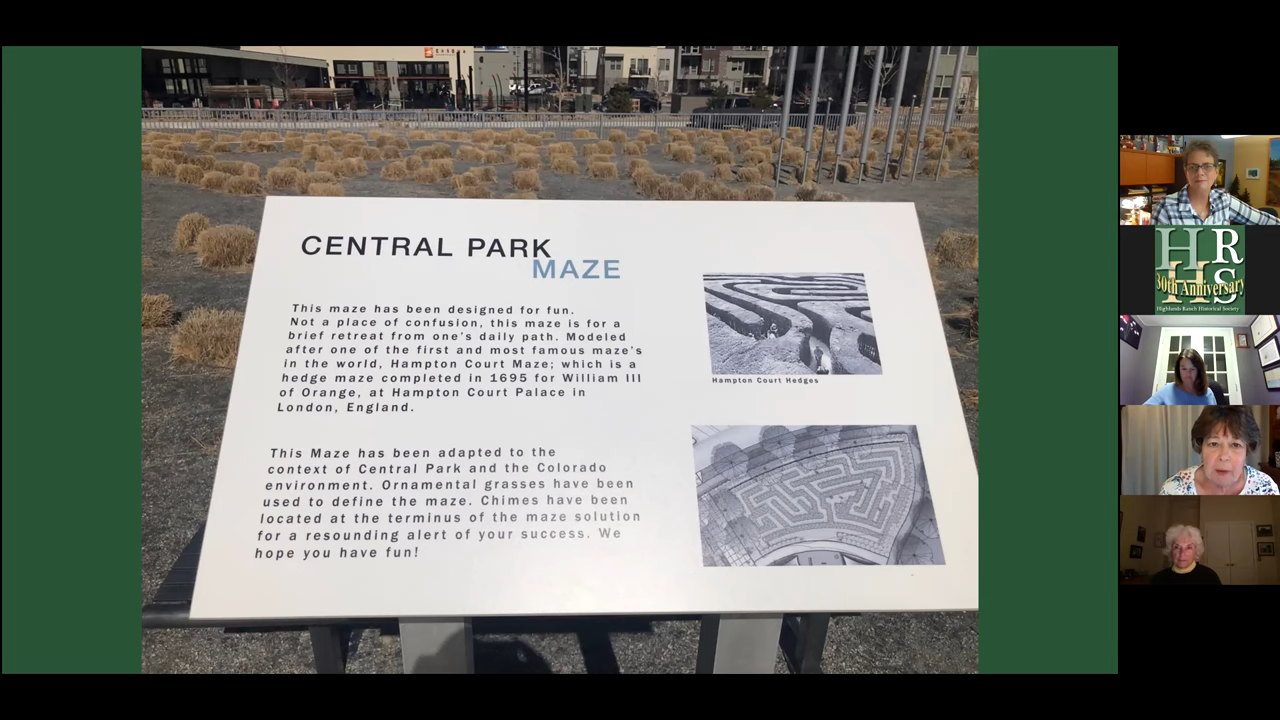 CENTRAL PARK
MAZE
This maze has been designed for fun.
Not a place of confusion, this maze is for a
brief retreat from one's daily path. Modeled
after one of the first and most famous maze's
in the world, Hampton Court Maze; which is a
hedge maze completed in 1695 for William III
of Orange, at Hampton Court Palace in
London, England.
This Maze has been adapted to the
context of Central Park and the Colorado
environment. Ornamental grasses have been
used to define the maze. Chimes have been
located at the terminus of the maze solution
for a resounding alert of your success. We
hope you have fun!
Hampton Court Hedges
HRHS
30th Anniversary
Highlands Ranch Historical Society